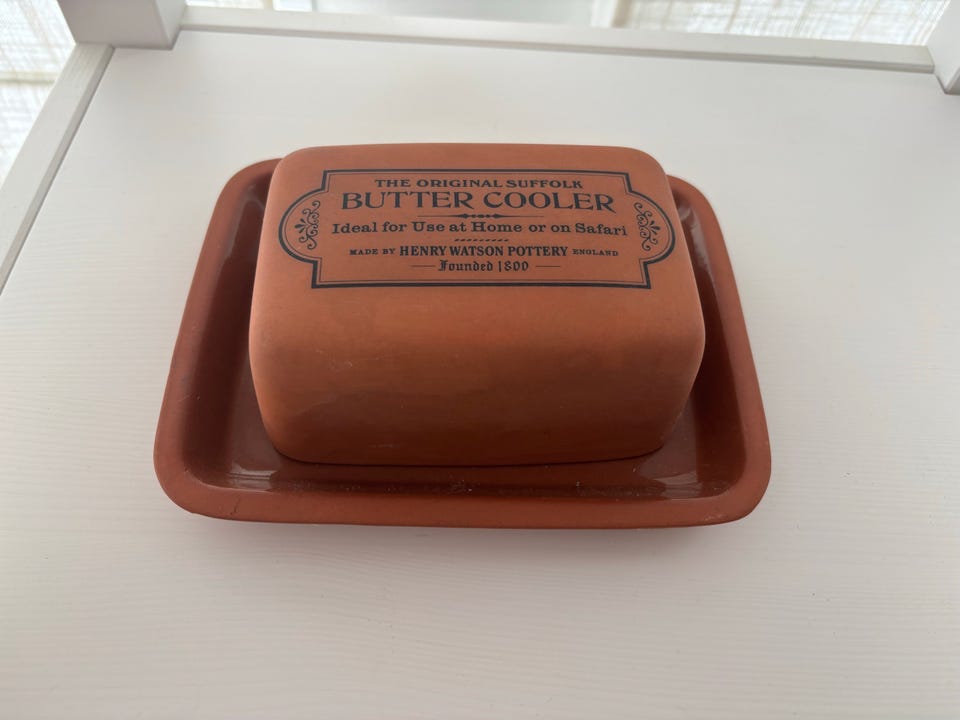 THE ORIGINAL SUFFOLK
BUTTER COOLER
Ideal for Use at Home or on Safari
MADE BY HENRY WATSON POTTERY ENGLAND
Founded 1800